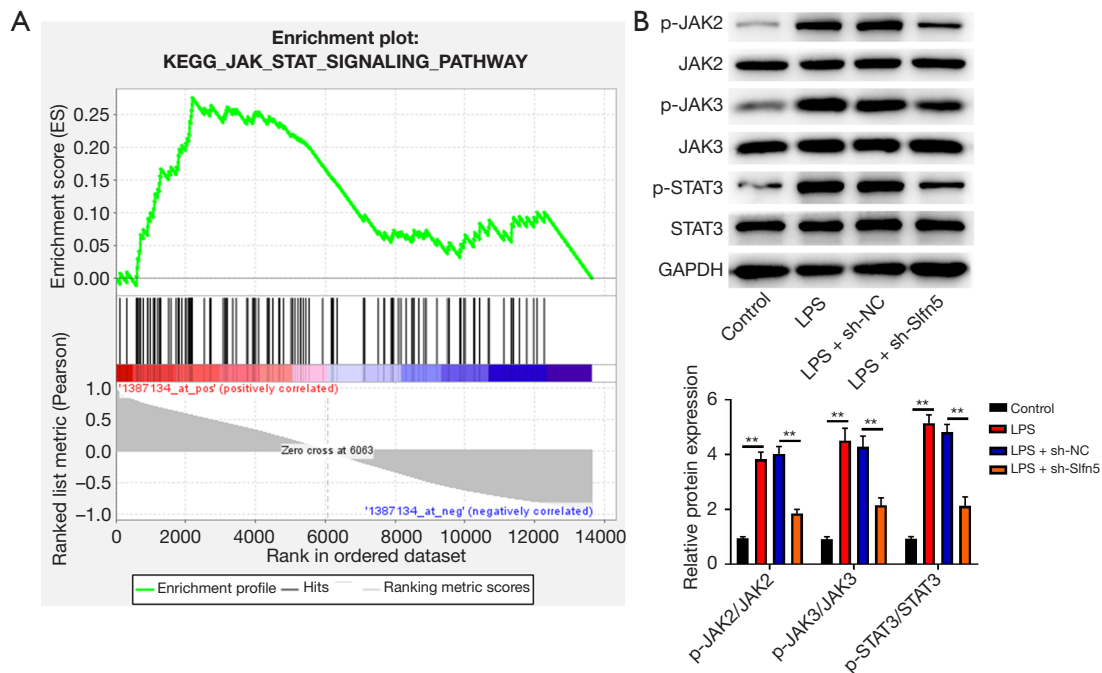 A
Enrichment plot:
KEGG_JAK_STAT_SIGNALING_PATHWAY
Enrichment score (ES)
0.25
0.20
0.15
0.10
0.05
0.00
Ranked list metric (Pearson)
1.0
0.5
0.0
−0.5
−1.0
'1387134_at_pos' (positively correlated)
Zero cross at 6063
'1387134_at_neg' (negatively correlated)
0 2000 4000 6000 8000 10000 12000 14000
Rank in ordered dataset
Enrichment profile Hits Ranking metric scores
B
p-JAK2
JAK2
p-JAK3
JAK3
p-STAT3
STAT3
GAPDH
Control
LPS
LPS + sh-NC
LPS + sh-Slfn5
Relative protein expression
6
4
2
0
** ** ** ** ** **
p-JAK2/JAK2
p-JAK3/JAK3
p-STAT3/STAT3
Control
LPS
LPS + sh-NC
LPS + sh-Slfn5